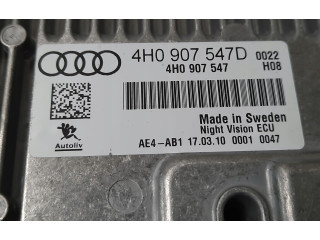 4H0 907 547D 0022
4H0 907 547 H08
Made in Sweden
Night Vision ECU
Autoliv AE4-AB1 17.03.10 0001 0047